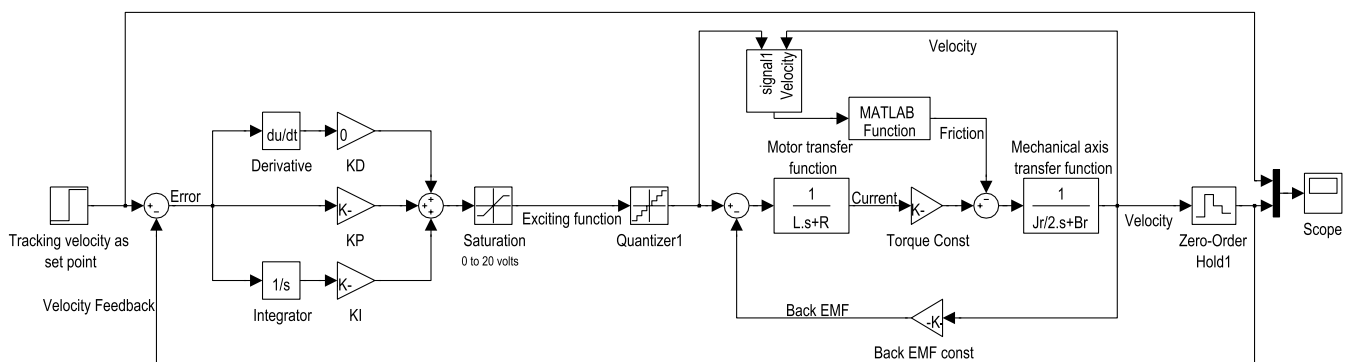 Velocity
signal1
Velocity
MATLAB
Function
Friction
du/dt
Derivative
0
KD
Motor transfer
function
Mechanical axis
transfer function
Tracking velocity as
set point
Error
K-
KP
Saturation
0 to 20 volts
Exciting function
Quantizer1
1
L.s+R
Current
K-
Torque Const
1
Jr/2.s+Br
Velocity
Zero-Order
Hold1
Scope
Velocity Feedback
1/s
Integrator
K-
KI
Back EMF
-K-
Back EMF const